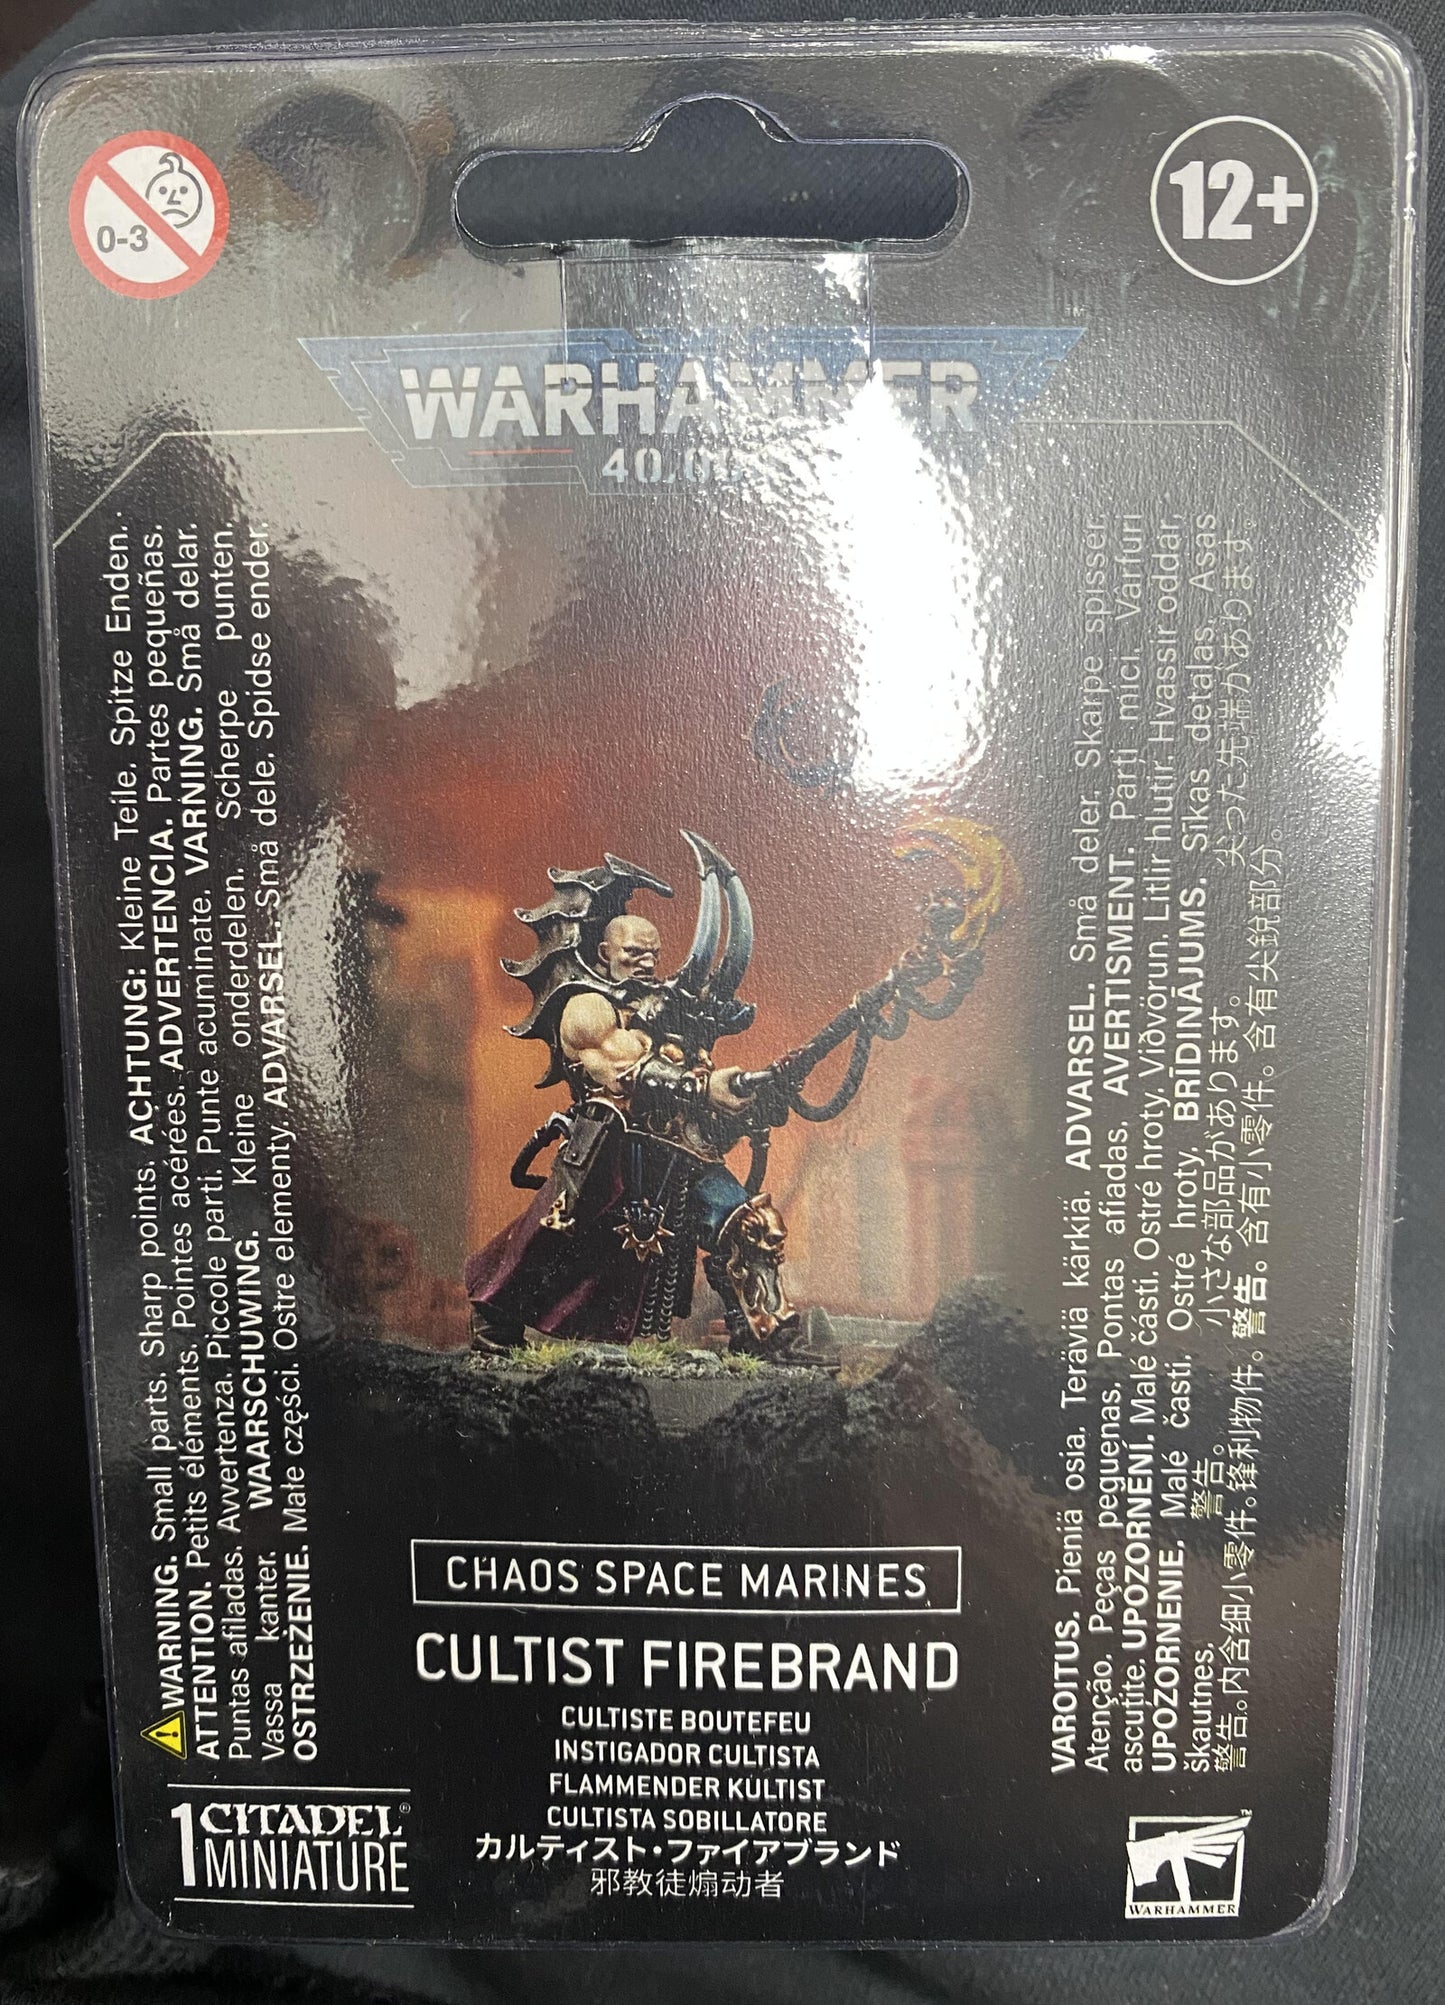 0-3
12+
WARHAMMER
™
40,00
⚠WARNING. Small parts. Sharp points. ACHTUNG: Kleine Teile. Spitze Enden.
ATTENTION. Petits éléments. Pointes acérées. ADVERTENCIA. Partes pequeñas.
Puntas afiladas. Avvertenza. Piccole parti. Punte acuminate. VARNING. Små delar.
Vassa kanter. WAARSCHUWING. Kleine onderdelen. Scherpe punten.
OSTRZEŻENIE. Małe części. Ostre elementy. ADVARSEL. Små dele. Spidse ender.
VAROITUS. Pieniä osia. Teräviä kärkiä. ADVARSEL. Små deler. Skarpe spisser.
Atenção. Peças peguenas. Pontas afiadas. AVERTISMENT. Părți mici. Vârfuri
ascuțite. UPOZORNĚNÍ. Malé části. Ostré hroty. Viðvörun. Litlir hlutir. Hvassir oddar,
UPOZORNENIE. Malé časti. Ostré hroty. BRĪDINĀJUMS. Sīkas detaļas. Asas
škautnes. 警告。 小さな部品があります。 尖った先端があります。
警告。内含细小零件。锋利物件。警告。含有小零件。含有尖銳部分。
CHAOS SPACE MARINES
CULTIST FIREBRAND
CULTISTE BOUTEFEU
INSTIGADOR CULTISTA
FLAMMENDER KULTIST
CULTISTA SOBILLATORE
カルティスト・ファイアブランド
邪教徒煽动者
1 CITADEL®
MINIATURE
WARHAMMER